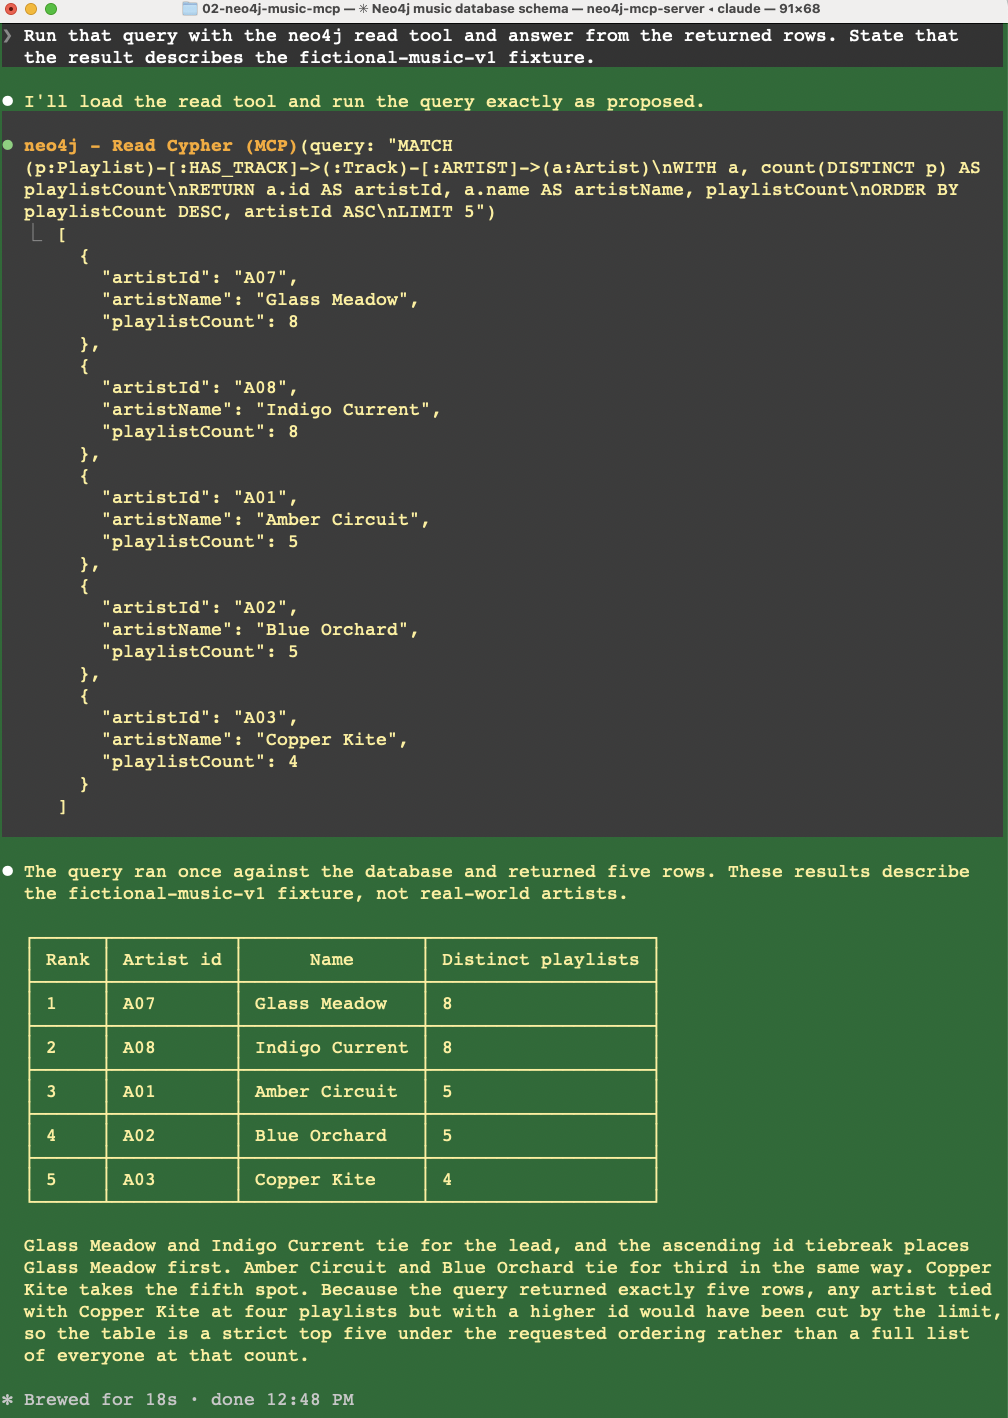 02-neo4j-music-mcp — ✳ Neo4j music database schema — neo4j-mcp-server ◂ claude — 91×68
❯ Run that query with the neo4j read tool and answer from the returned rows. State that
the result describes the fictional-music-v1 fixture.
● I'll load the read tool and run the query exactly as proposed.
● neo4j - Read Cypher (MCP)(query: "MATCH
(p:Playlist)-[:HAS_TRACK]->(:Track)-[:ARTIST]->(a:Artist)\nWITH a, count(DISTINCT p) AS
playlistCount\nRETURN a.id AS artistId, a.name AS artistName, playlistCount\nORDER BY
playlistCount DESC, artistId ASC\nLIMIT 5")
[
{
"artistId": "A07",
"artistName": "Glass Meadow",
"playlistCount": 8
},
{
"artistId": "A08",
"artistName": "Indigo Current",
"playlistCount": 8
},
{
"artistId": "A01",
"artistName": "Amber Circuit",
"playlistCount": 5
},
{
"artistId": "A02",
"artistName": "Blue Orchard",
"playlistCount": 5
},
{
"artistId": "A03",
"artistName": "Copper Kite",
"playlistCount": 4
}
]
● The query ran once against the database and returned five rows. These results describe
the fictional-music-v1 fixture, not real-world artists.
Rank Artist id Name Distinct playlists
1 A07 Glass Meadow 8
2 A08 Indigo Current 8
3 A01 Amber Circuit 5
4 A02 Blue Orchard 5
5 A03 Copper Kite 4
Glass Meadow and Indigo Current tie for the lead, and the ascending id tiebreak places
Glass Meadow first. Amber Circuit and Blue Orchard tie for third in the same way. Copper
Kite takes the fifth spot. Because the query returned exactly five rows, any artist tied
with Copper Kite at four playlists but with a higher id would have been cut by the limit,
so the table is a strict top five under the requested ordering rather than a full list
of everyone at that count.
✻ Brewed for 18s · done 12:48 PM